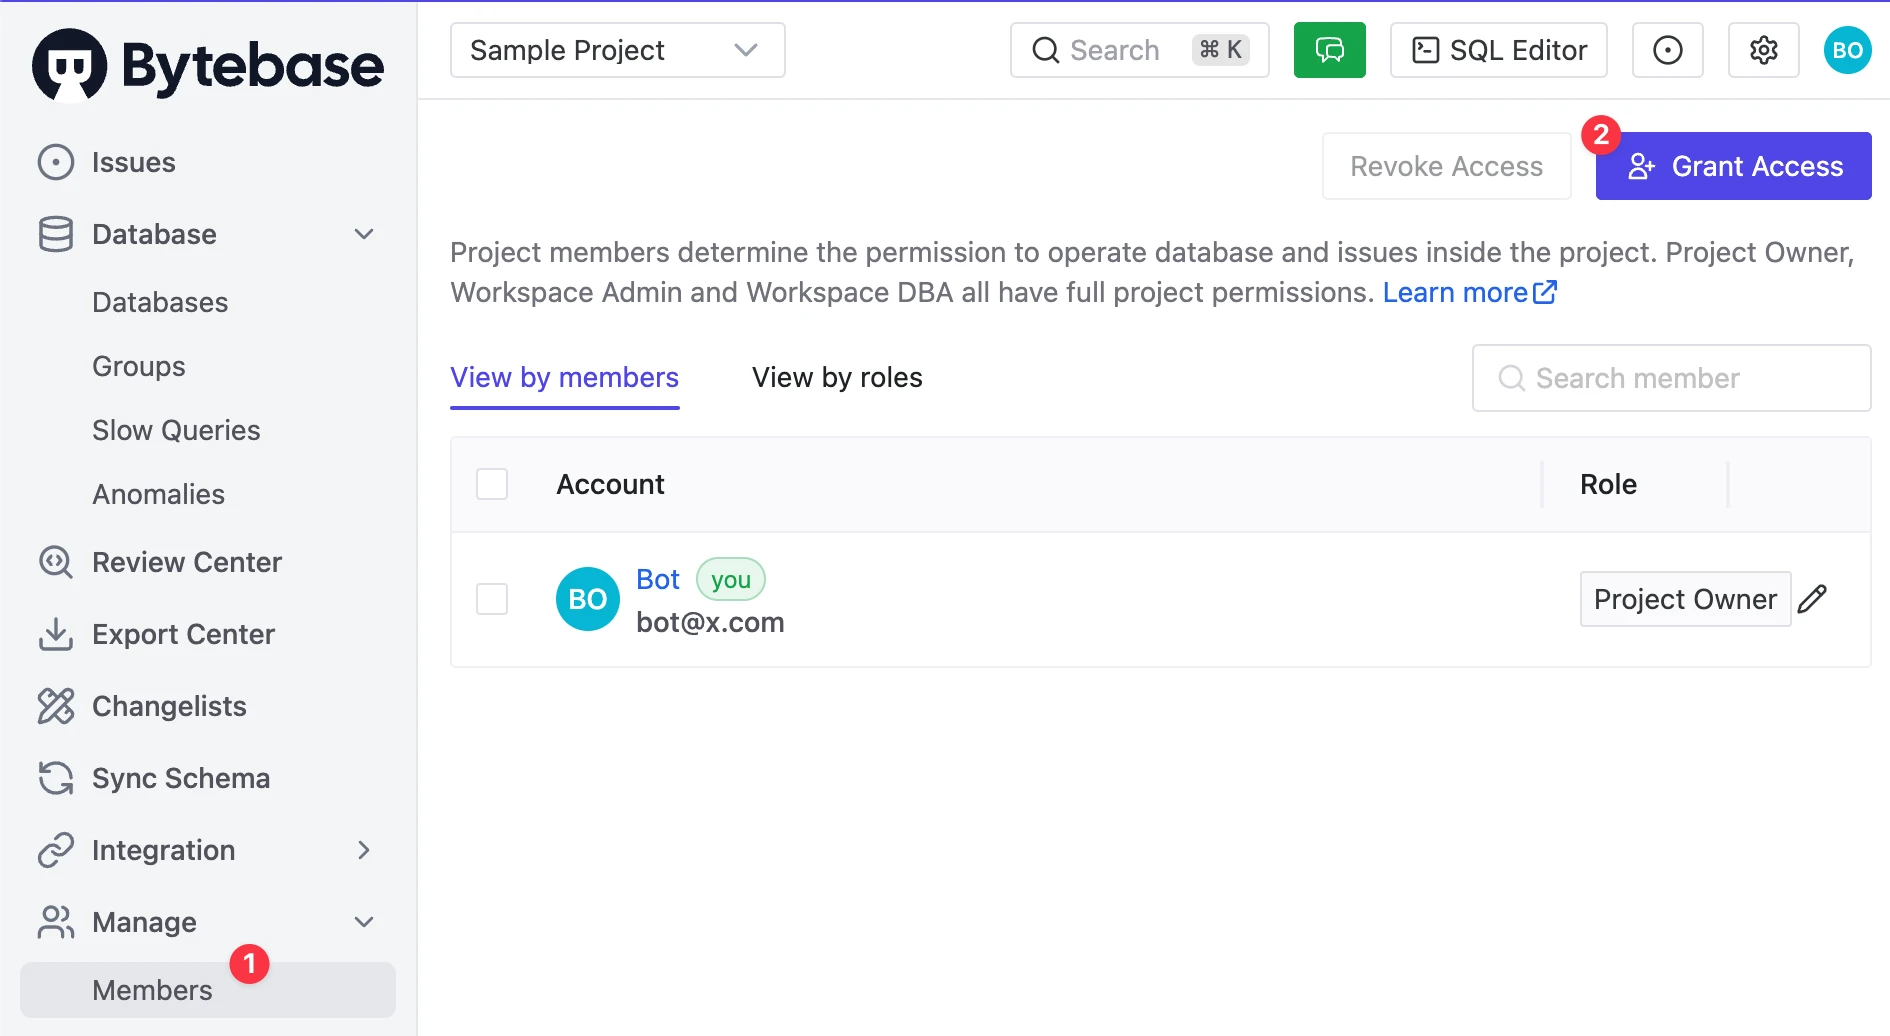 Bytebase
Issues
Database
Databases
Groups
Slow Queries
Anomalies
Review Center
Export Center
Changelists
Sync Schema
Integration
Manage
1
Members
Sample Project
Search ⌘ K
SQL Editor
BO
Revoke Access
2
Grant Access
Project members determine the permission to operate database and issues inside the project. Project Owner,
Workspace Admin and Workspace DBA all have full project permissions. Learn more
View by members
View by roles
Search member
Account
Role
BO
Bot you
bot@x.com
Project Owner